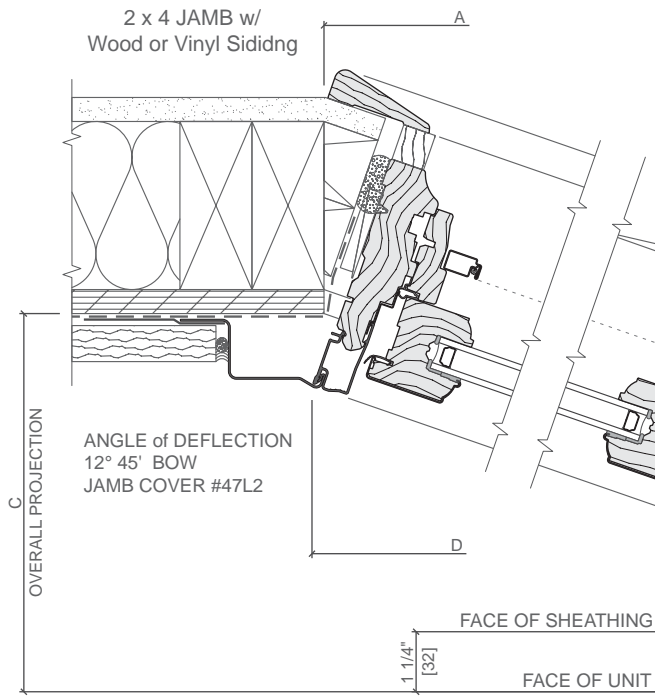 2 x 4 JAMB w/
Wood or Vinyl Sididng
A
ANGLE of DEFLECTION
12° 45' BOW
JAMB COVER #47L2
C
OVERALL PROJECTION
D
FACE OF SHEATHING
1 1/4"
[32]
FACE OF UNIT